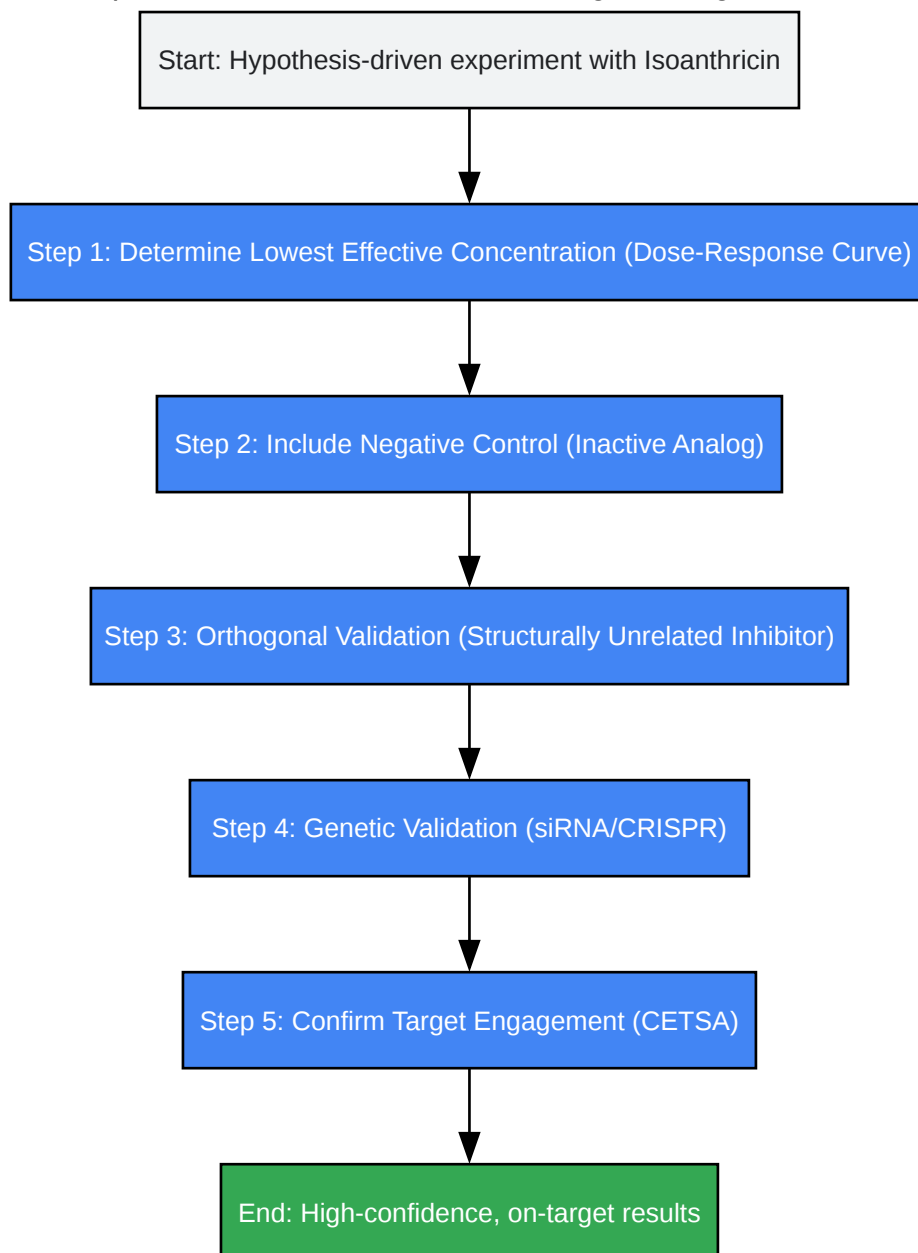 Start: Hypothesis-driven experiment with Isoanthricin
Step 1: Determine Lowest Effective Concentration (Dose-Response Curve)
Step 2: Include Negative Control (Inactive Analog)
Step 3: Orthogonal Validation (Structurally Unrelated Inhibitor)
Step 4: Genetic Validation (siRNA/CRISPR)
Step 5: Confirm Target Engagement (CETSA)
End: High-confidence, on-target results